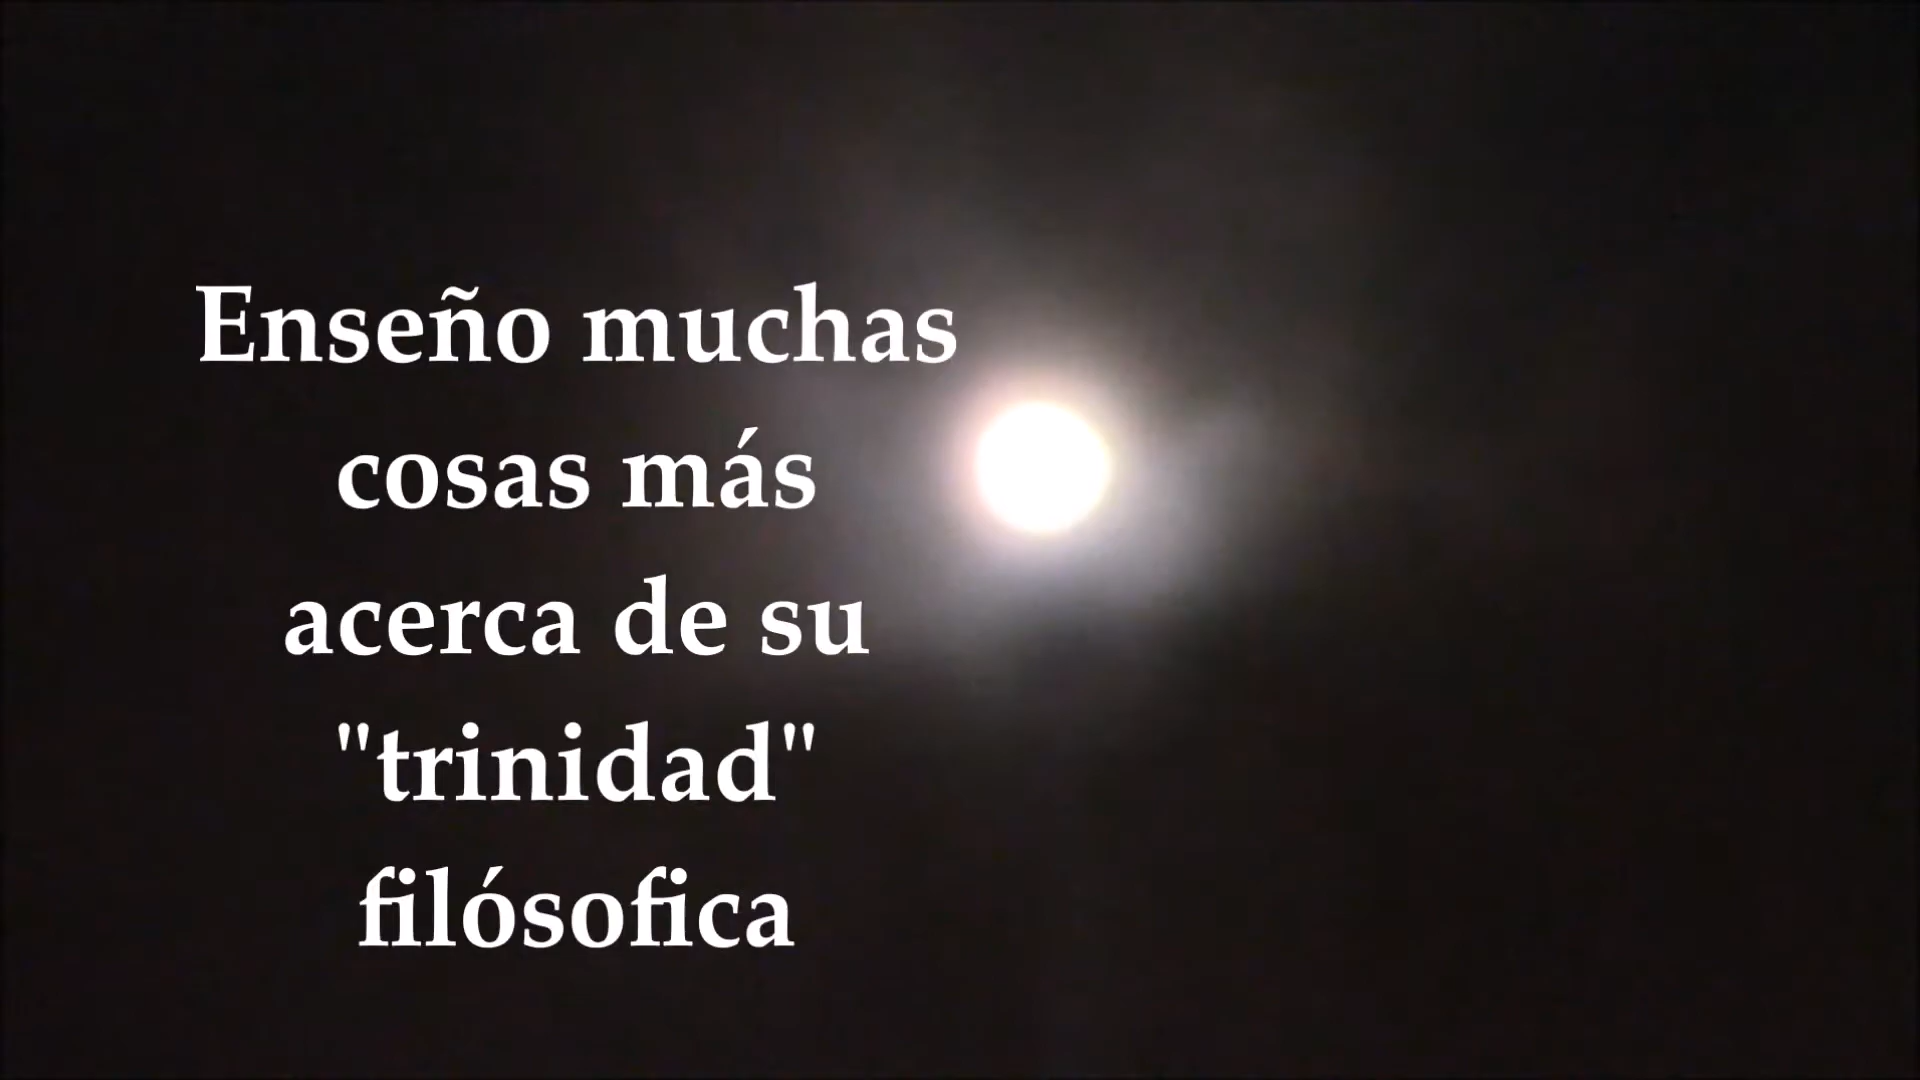 Enseño muchas
cosas más
acerca de su
"trinidad"
filósofica